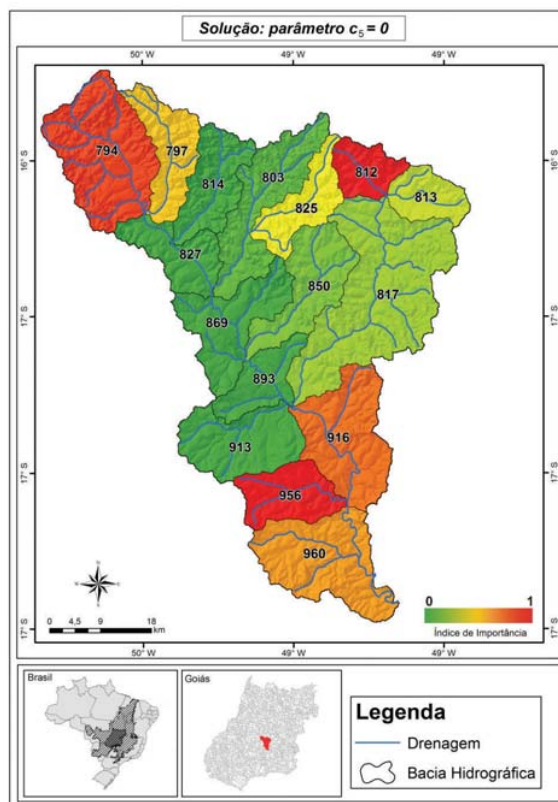 Solução: parâmetro c5 = 0
50° W 49° W 49° W
16° S 16° S
794 797 814 803 812
825 813
827 850 817
17° S 17° S
869
893
913 916
17° S 17° S
956
960
0 1
Índice de Importância
0 4,5 9 18
km
17° S 17° S
50° W 49° W 49° W
Brasil Goiás
Legenda
Drenagem
Bacia Hidrográfica